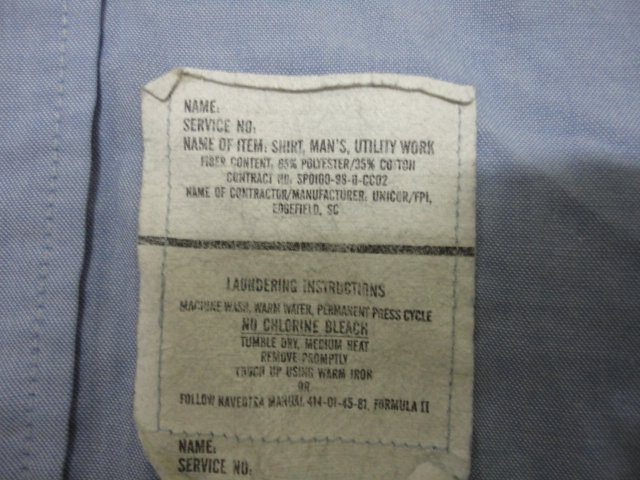 NAME:
SERVICE NO:
NAME OF ITEM: SHIRT, MAN'S, UTILITY WORK
FIBER CONTENT: 65% POLYESTER/35% COTTON
CONTRACT NO. SP0100-98-0-CC02
NAME OF CONTRACTOR/MANUFACTURER: UNICOR/FPI,
EDGEFIELD, SC
LAUNDERING INSTRUCTIONS
MACHINE WASH, WARM WATER, PERMANENT PRESS CYCLE
NO CHLORINE BLEACH
TUMBLE DRY, MEDIUM HEAT
REMOVE PROMPTLY
TOUCH UP USING WARM IRON
OR
FOLLOW NAVEDTRA MANUAL 414-01-45-81, FORMULA II
NAME:
SERVICE NO: